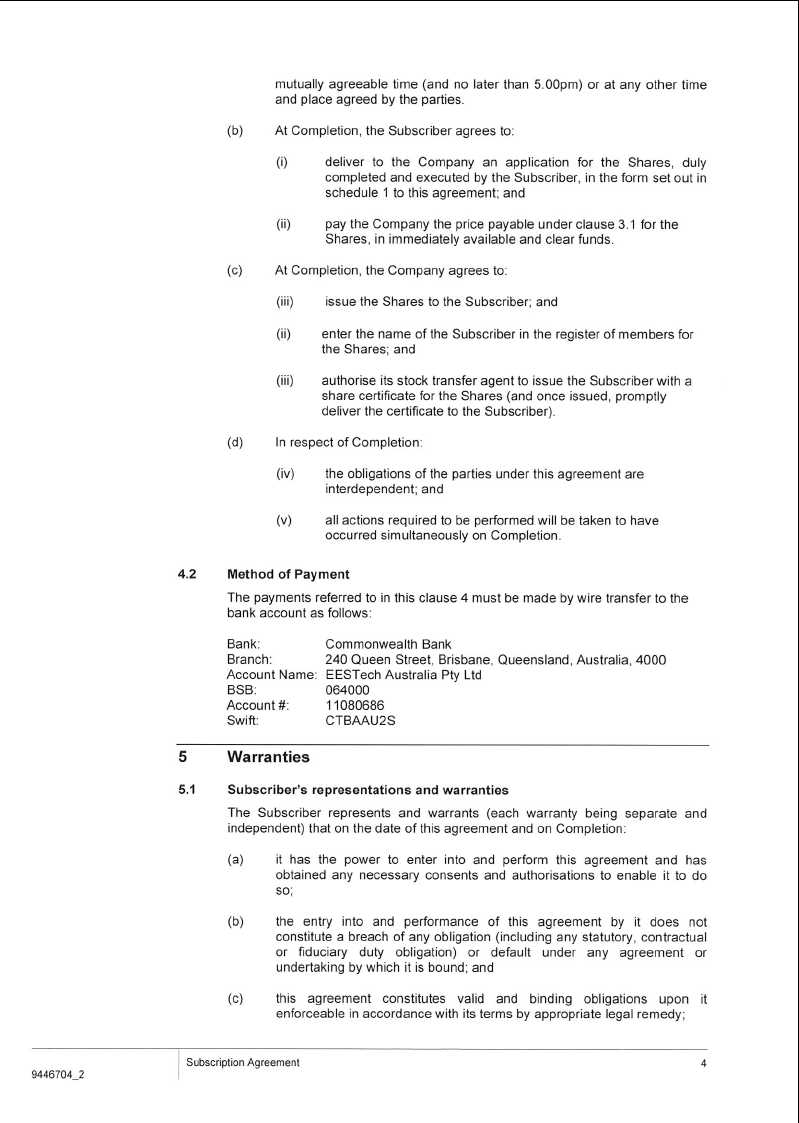 mutually agreeable time (and no later than 5.00pm) or at any other time
and place agreed by the parties.
(b) At Completion, the Subscriber agrees to:
(i) deliver to the Company an application for the Shares, duly
completed and executed by the Subscriber, in the form set out in
schedule 1 to this agreement; and
(ii) pay the Company the price payable under clause 3.1 for the
Shares, in immediately available and clear funds.
(c) At Completion, the Company agrees to:
(iii) issue the Shares to the Subscriber; and
(ii) enter the name of the Subscriber in the register of members for
the Shares; and
(iii) authorise its stock transfer agent to issue the Subscriber with a
share certificate for the Shares (and once issued, promptly
deliver the certificate to the Subscriber).
(d) In respect of Completion:
(iv) the obligations of the parties under this agreement are
interdependent; and
(v) all actions required to be performed will be taken to have
occurred simultaneously on Completion.
4.2 Method of Payment
The payments referred to in this clause 4 must be made by wire transfer to the
bank account as follows:
Bank: Commonwealth Bank
Branch: 240 Queen Street, Brisbane, Queensland, Australia, 4000
Account Name: EESTech Australia Pty Ltd
BSB: 064000
Account #: 11080686
Swift: CTBAAU2S
5 Warranties
5.1 Subscriber's representations and warranties
The Subscriber represents and warrants (each warranty being separate and
independent) that on the date of this agreement and on Completion:
(a) it has the power to enter into and perform this agreement and has
obtained any necessary consents and authorisations to enable it to do
so;
(b) the entry into and performance of this agreement by it does not
constitute a breach of any obligation (including any statutory, contractual
or fiduciary duty obligation) or default under any agreement or
undertaking by which it is bound; and
(c) this agreement constitutes valid and binding obligations upon it
enforceable in accordance with its terms by appropriate legal remedy;
Subscription Agreement 4
9446704_2